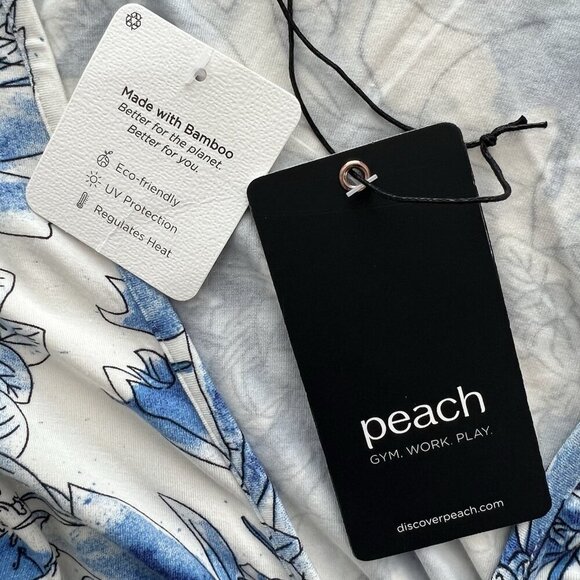 Made with Bamboo
Better for the planet.
Better for you.
Eco-friendly
UV Protection
Regulates Heat
peach
GYM. WORK. PLAY.
discoverpeach.com